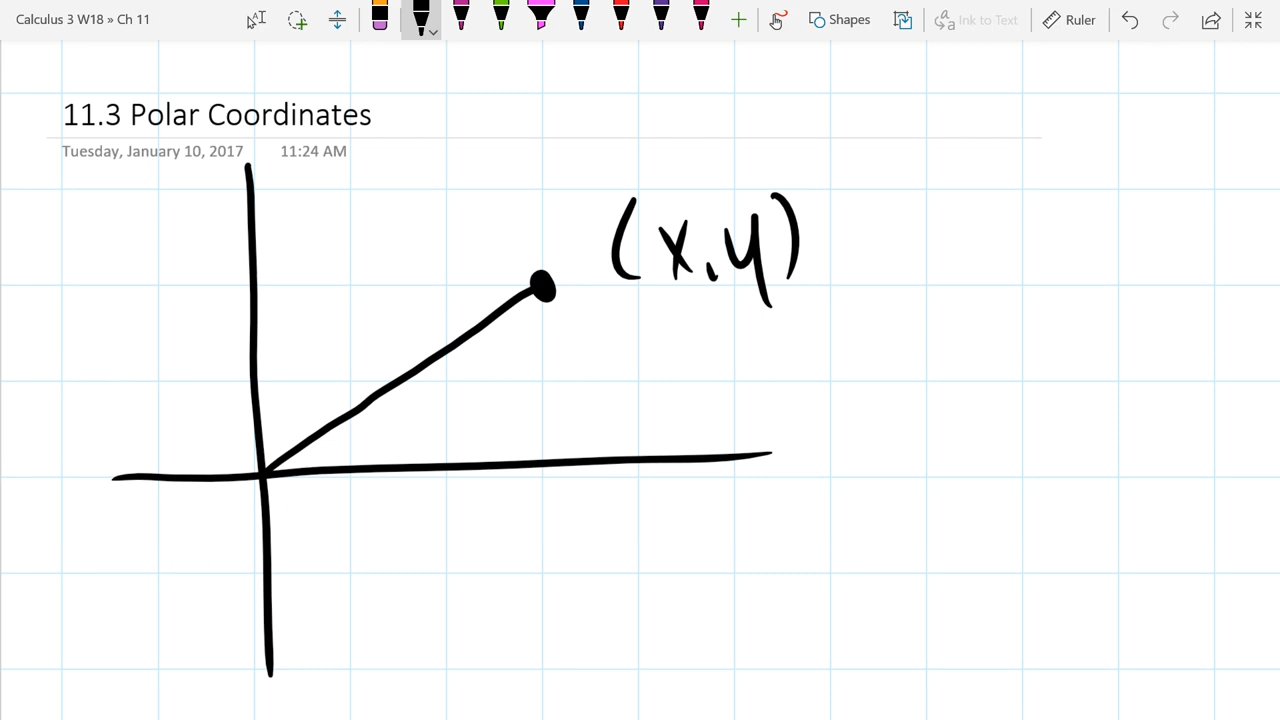 Calculus 3 W18 » Ch 11
Shapes
Ink to Text
Ruler
11.3 Polar Coordinates
Tuesday, January 10, 2017 11:24 AM
(x,y)